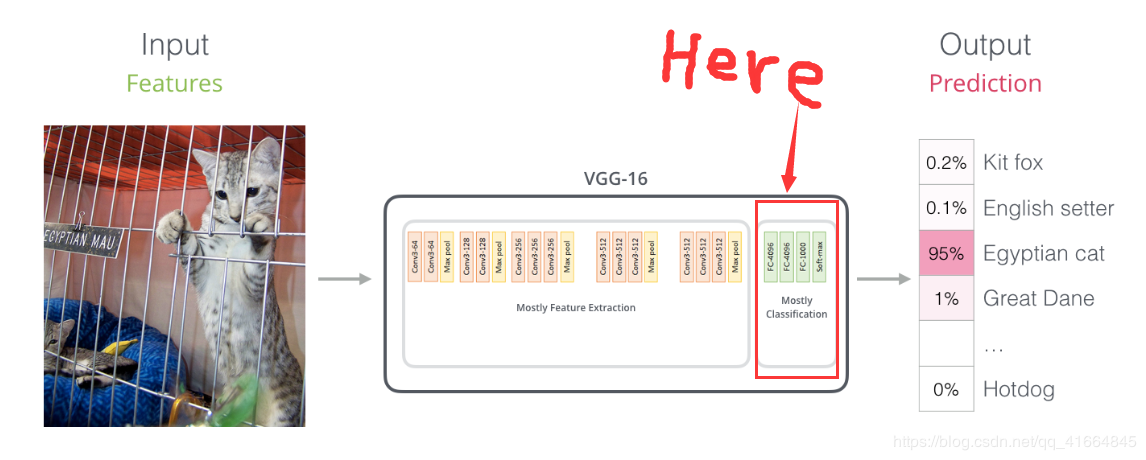 Input
Features
Here
Output
Prediction
EGYPTIAN MAU
VGG-16
Conv3-64
Conv3-64
Max pool
Conv3-128
Conv3-128
Max pool
Conv3-256
Conv3-256
Conv3-256
Max pool
Conv3-512
Conv3-512
Conv3-512
Max pool
Conv3-512
Conv3-512
Conv3-512
Max pool
Mostly Feature Extraction
FC-4096
FC-4096
FC-1000
Soft-max
Mostly
Classification
0.2% Kit fox
0.1% English setter
95% Egyptian cat
1% Great Dane
...
0% Hotdog
https://blog.csdn.net/qq_41664845